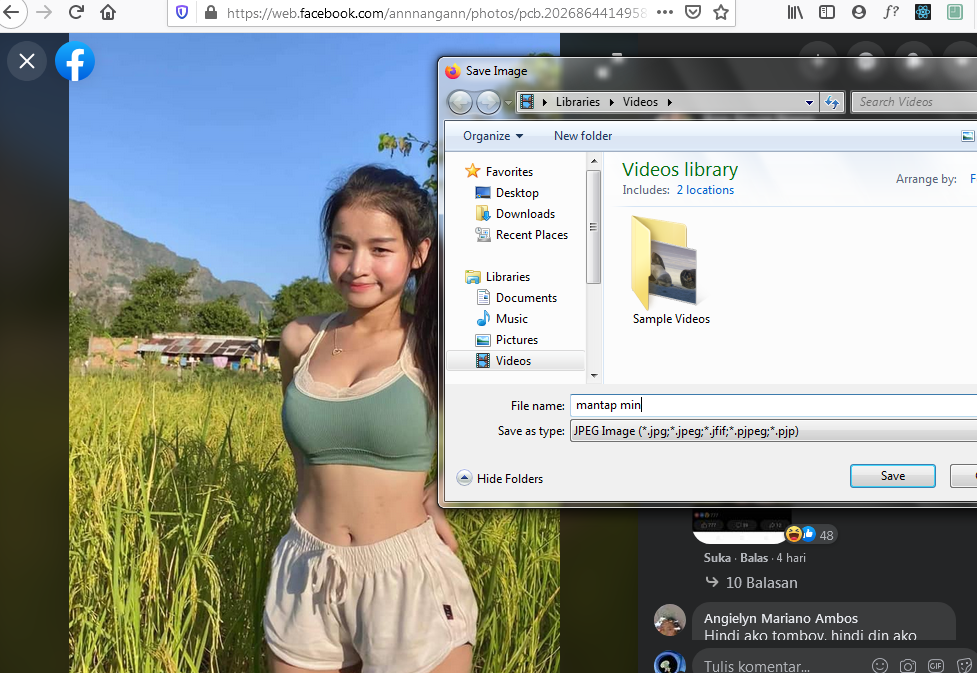 https://web.facebook.com/annnangann/photos/pcb.202686441495
Save Image
Libraries
Videos
Search Videos
Organize
New folder
Favorites
Desktop
Downloads
Recent Places
Libraries
Documents
Music
Pictures
Videos
Videos library
Includes: 2 locations
Arrange by: F
Sample Videos
File name: mantap min
Save as type: JPEG Image (*.jpg;*.jpeg;*.jfif;*.pjpeg;*.pjp)
Hide Folders
Save
48
Suka · Balas · 4 hari
10 Balasan
Angielyn Mariano Ambos
Hindi ako tomboy, hindi din ako
Tulis komentar...
GIF